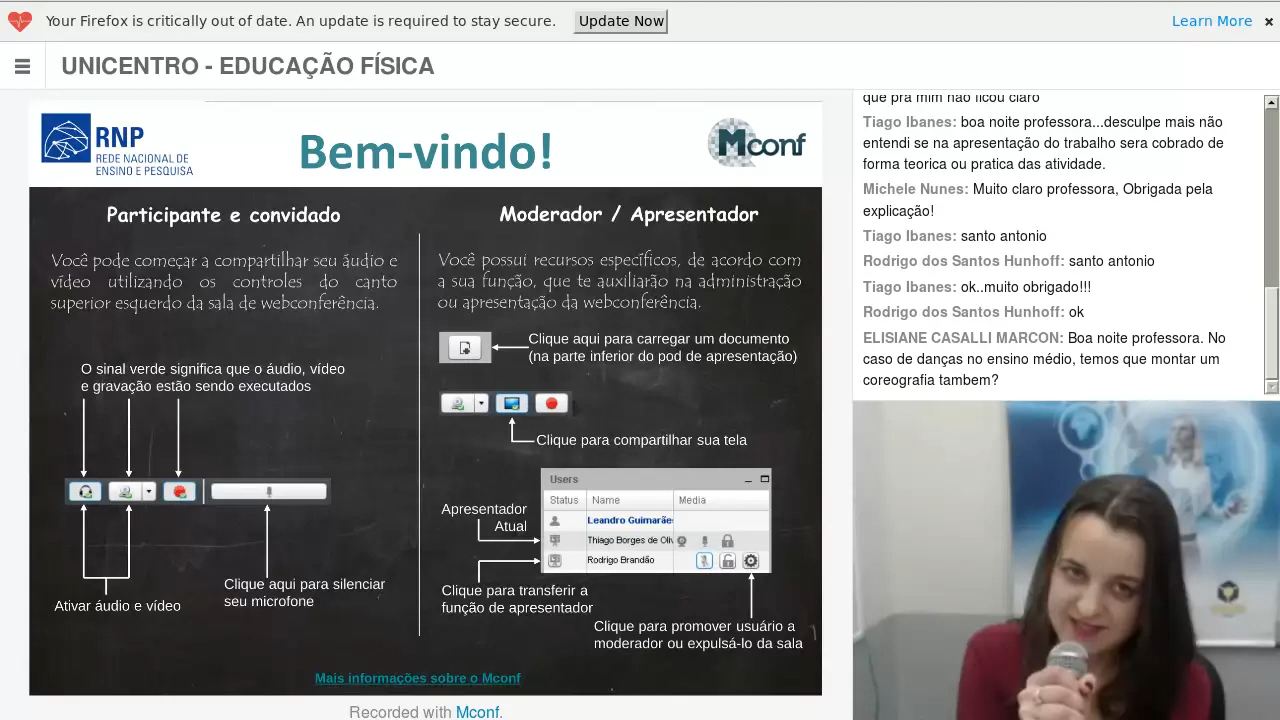 Your Firefox is critically out of date. An update is required to stay secure.
Update Now
Learn More
UNICENTRO - EDUCAÇÃO FÍSICA
RNP
REDE NACIONAL DE
ENSINO E PESQUISA
Bem-vindo!
Mconf
Participante e convidado
Você pode começar a compartilhar seu áudio e
vídeo utilizando os controles do canto
superior esquerdo da sala de webconferência.
O sinal verde significa que o áudio, vídeo
e gravação estão sendo executados
Ativar áudio e vídeo
Clique aqui para silenciar
seu microfone
Moderador / Apresentador
Você possui recursos específicos, de acordo com
a sua função, que te auxiliarão na administração
ou apresentação da webconferência.
Clique aqui para carregar um documento
(na parte inferior do pod de apresentação)
Clique para compartilhar sua tela
Users
Status Name Media
Leandro Guimarães
Thiago Borges de Oliv
Rodrigo Brandão
Apresentador
Atual
Clique para transferir a
função de apresentador
Clique para promover usuário a
moderador ou expulsá-lo da sala
Mais informações sobre o Mconf
Recorded with Mconf.
que pra mim não ficou claro
Tiago Ibanes: boa noite professora...desculpe mais não
entendi se na apresentação do trabalho sera cobrado de
forma teorica ou pratica das atividade.
Michele Nunes: Muito claro professora, Obrigada pela
explicação!
Tiago Ibanes: santo antonio
Rodrigo dos Santos Hunhoff: santo antonio
Tiago Ibanes: ok..muito obrigado!!!
Rodrigo dos Santos Hunhoff: ok
ELISIANE CASALLI MARCON: Boa noite professora. No
caso de danças no ensino médio, temos que montar um
coreografia tambem?